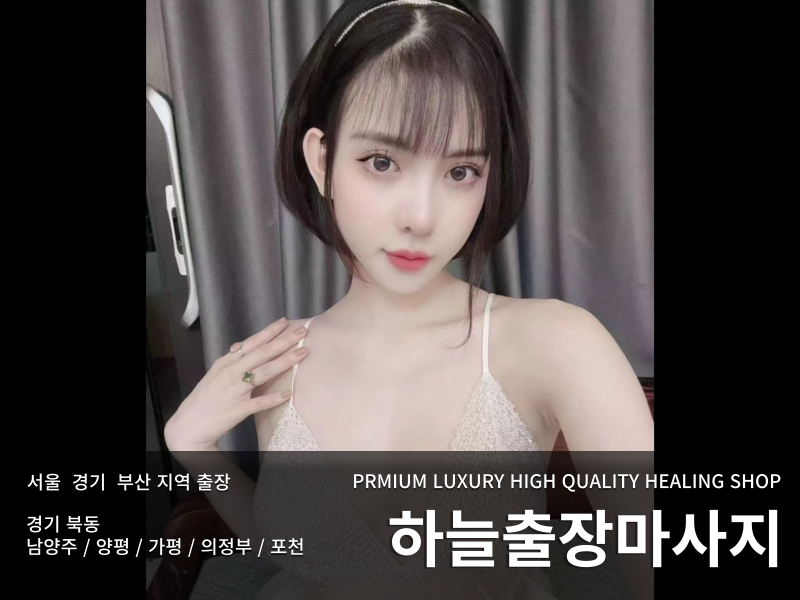 서울 경기 부산 지역 출장
PRMIUM LUXURY HIGH QUALITY HEALING SHOP
경기 북동
남양주 / 양평 / 가평 / 의정부 / 포천
하늘출장마사지